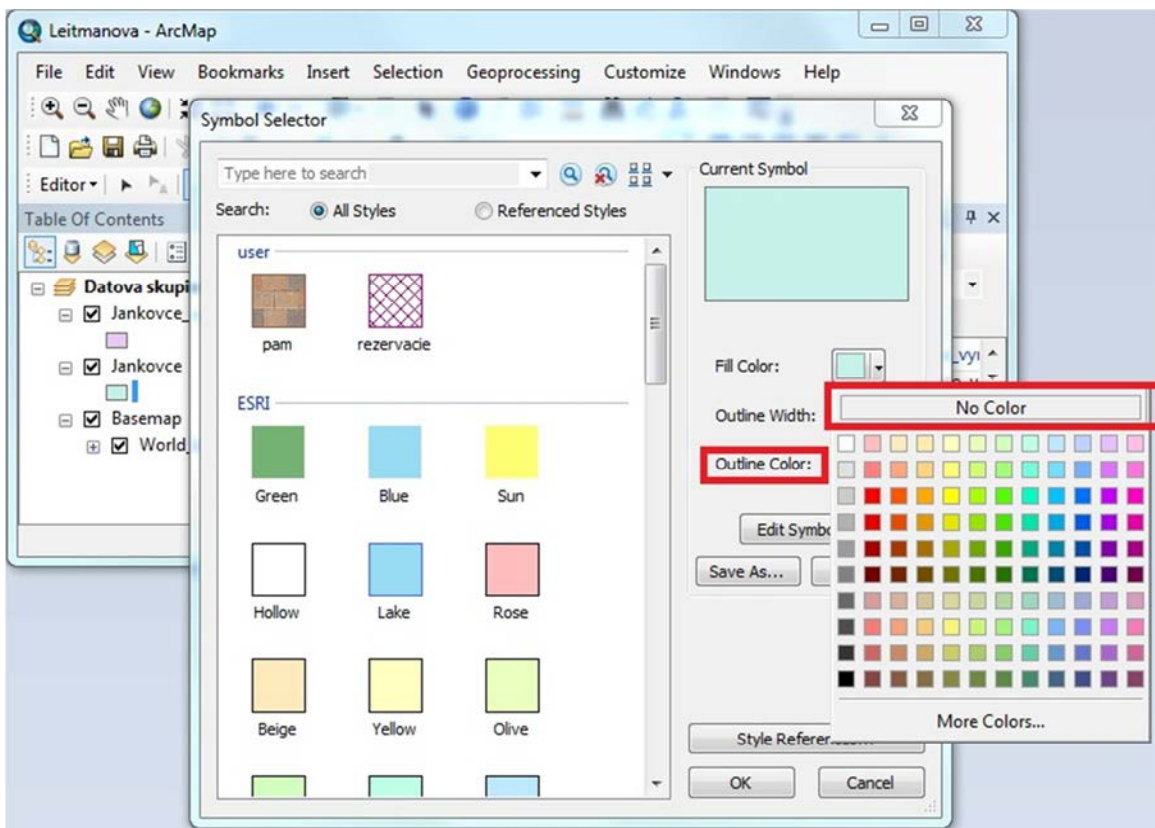 Leitmanova - ArcMap
File Edit View Bookmarks Insert Selection Geoprocessing Customize Windows Help
Symbol Selector
Type here to search
Current Symbol
Editor
Search: All Styles Referenced Styles
Table Of Contents
user
Datova skupi
Jankovce_
pam rezervacie
Fill Color:
Jankovce
ESRI
No Color
Outline Width:
Basemap
World_
Outline Color:
Green Blue Sun
Edit Symbo
Save As...
Hollow Lake Rose
Beige Yellow Olive
More Colors...
Style Referen
OK Cancel